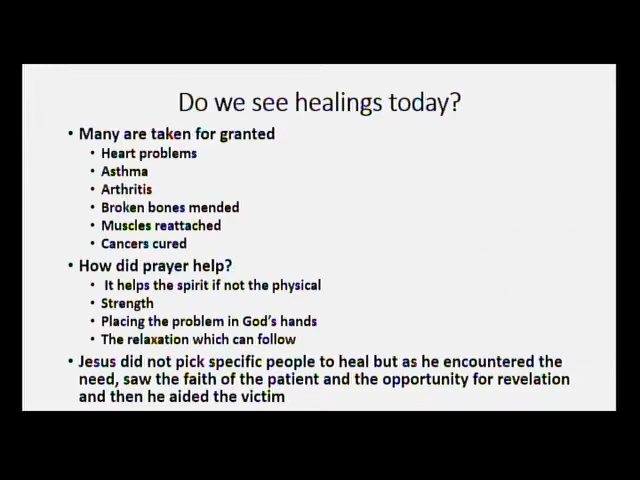 Do we see healings today?
• Many are taken for granted
• Heart problems
• Asthma
• Arthritis
• Broken bones mended
• Muscles reattached
• Cancers cured
• How did prayer help?
• It helps the spirit if not the physical
• Strength
• Placing the problem in God's hands
• The relaxation which can follow
• Jesus did not pick specific people to heal but as he encountered the
need, saw the faith of the patient and the opportunity for revelation
and then he aided the victim